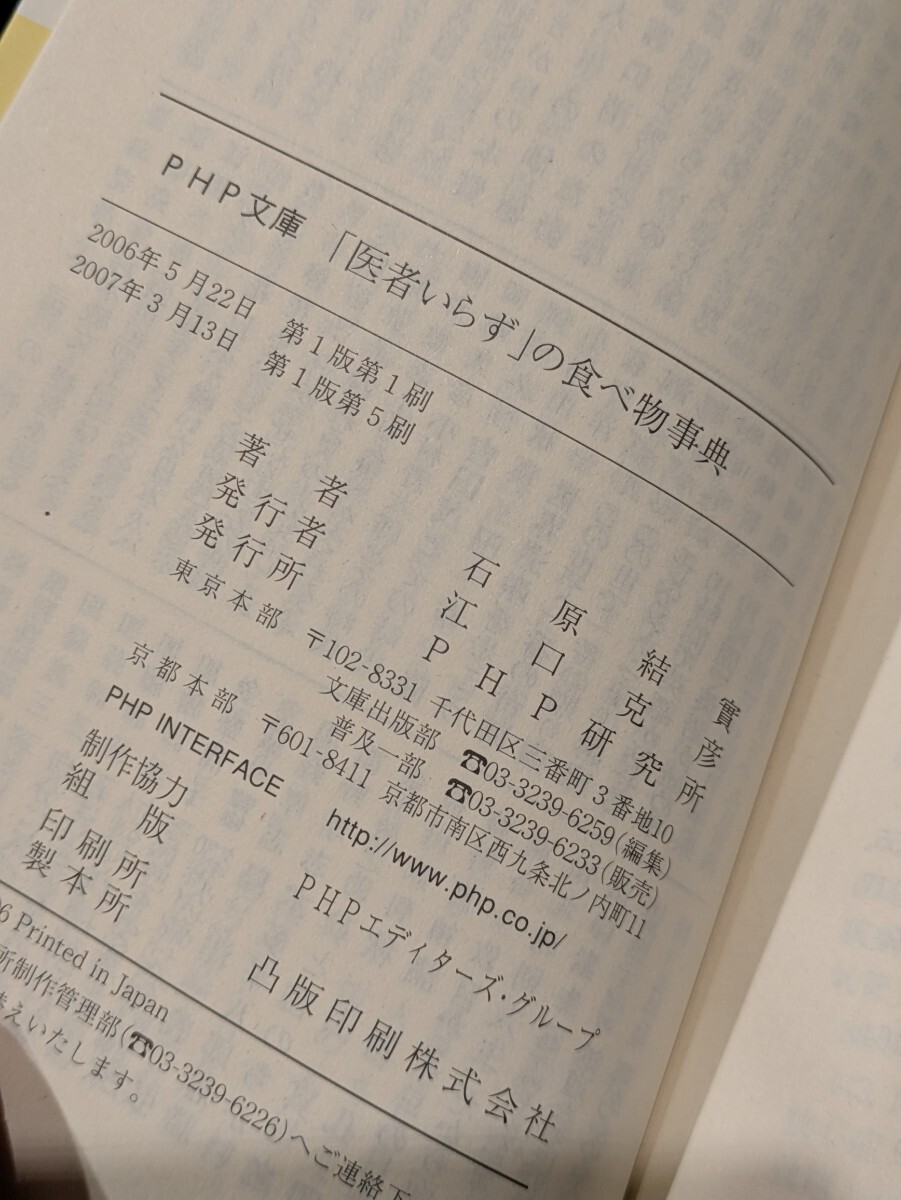 PHP文庫 「医者いらず」の食べ物事典
2006年5月22日 第1版第1刷
2007年3月13日 第1版第5刷
著者 石原結實
発行者 江口克彦
発行所 PHP研究所
東京本部 〒102-8331 千代田区三番町3番地10
文庫出版部 ☎03-3239-6259(編集)
普及一部 ☎03-3239-6233(販売)
京都本部 〒601-8411 京都市南区西九条北ノ内町11
PHP INTERFACE http://www.php.co.jp/
制作協力
組版 PHPエディターズ・グループ
印刷所
製本所 凸版印刷株式会社
6 Printed in Japan
所制作管理部(☎03-3239-6226)へご連絡下
えいたします。